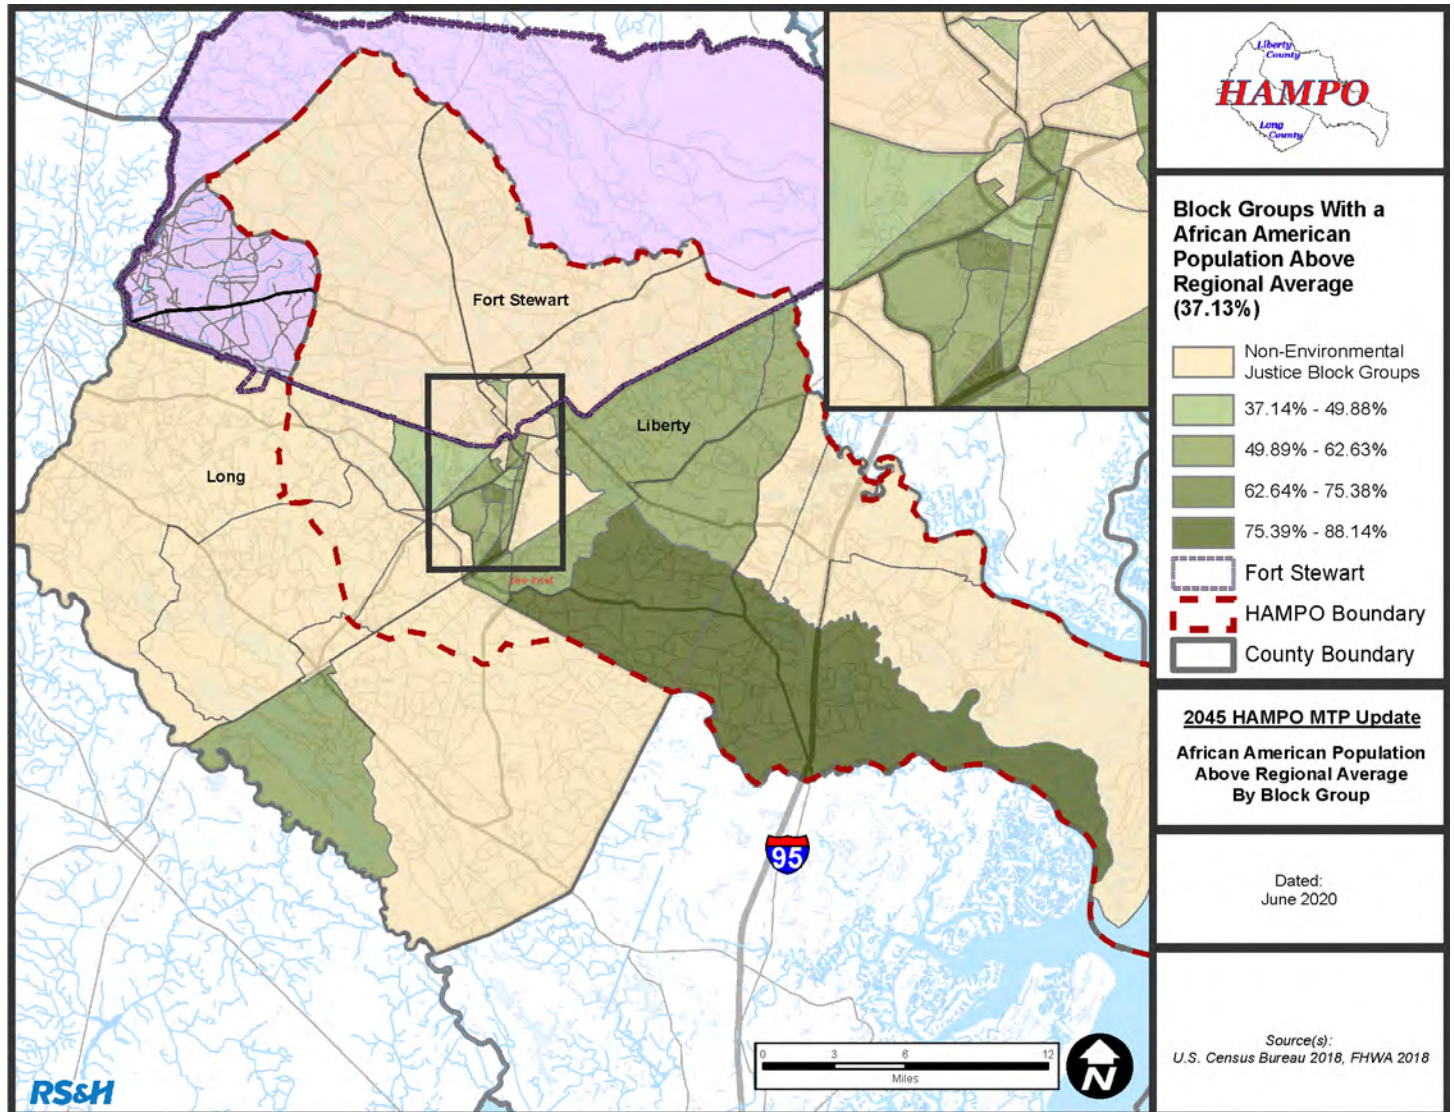 Fort Stewart
Liberty
Long
see inset
95
0 3 6 12
Miles
N
RS&H
Liberty
County
HAMPO
Long
County
Block Groups With a
African American
Population Above
Regional Average
(37.13%)
Non-Environmental
Justice Block Groups
37.14% - 49.88%
49.89% - 62.63%
62.64% - 75.38%
75.39% - 88.14%
Fort Stewart
HAMPO Boundary
County Boundary
2045 HAMPO MTP Update
African American Population
Above Regional Average
By Block Group
Dated:
June 2020
Source(s):
U.S. Census Bureau 2018, FHWA 2018